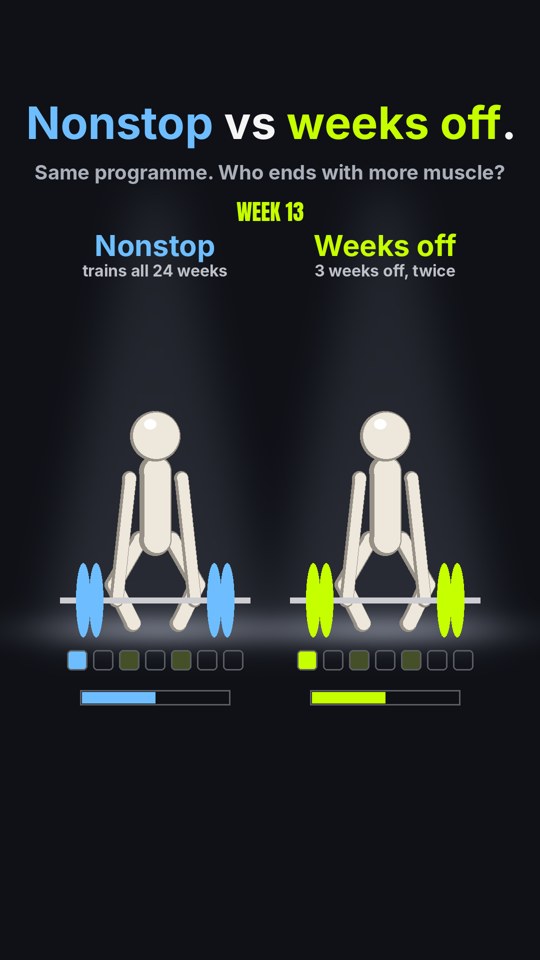 Nonstop vs weeks off.
Same programme. Who ends with more muscle?
WEEK 13
Nonstop
trains all 24 weeks
Weeks off
3 weeks off, twice